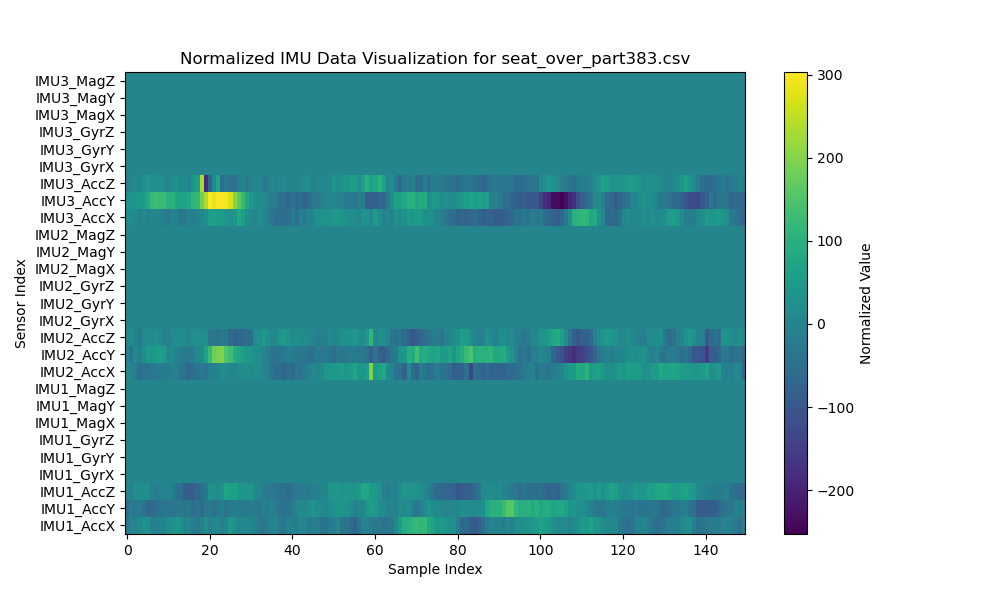 Normalized IMU Data Visualization for seat_over_part383.csv
IMU3_MagZ
IMU3_MagY
IMU3_MagX
IMU3_GyrZ
IMU3_GyrY
IMU3_GyrX
IMU3_AccZ
IMU3_AccY
IMU3_AccX
IMU2_MagZ
IMU2_MagY
IMU2_MagX
IMU2_GyrZ
IMU2_GyrY
IMU2_GyrX
IMU2_AccZ
IMU2_AccY
IMU2_AccX
IMU1_MagZ
IMU1_MagY
IMU1_MagX
IMU1_GyrZ
IMU1_GyrY
IMU1_GyrX
IMU1_AccZ
IMU1_AccY
IMU1_AccX
Sensor Index
0 20 40 60 80 100 120 140
Sample Index
300
200
100
0
−100
−200
Normalized Value